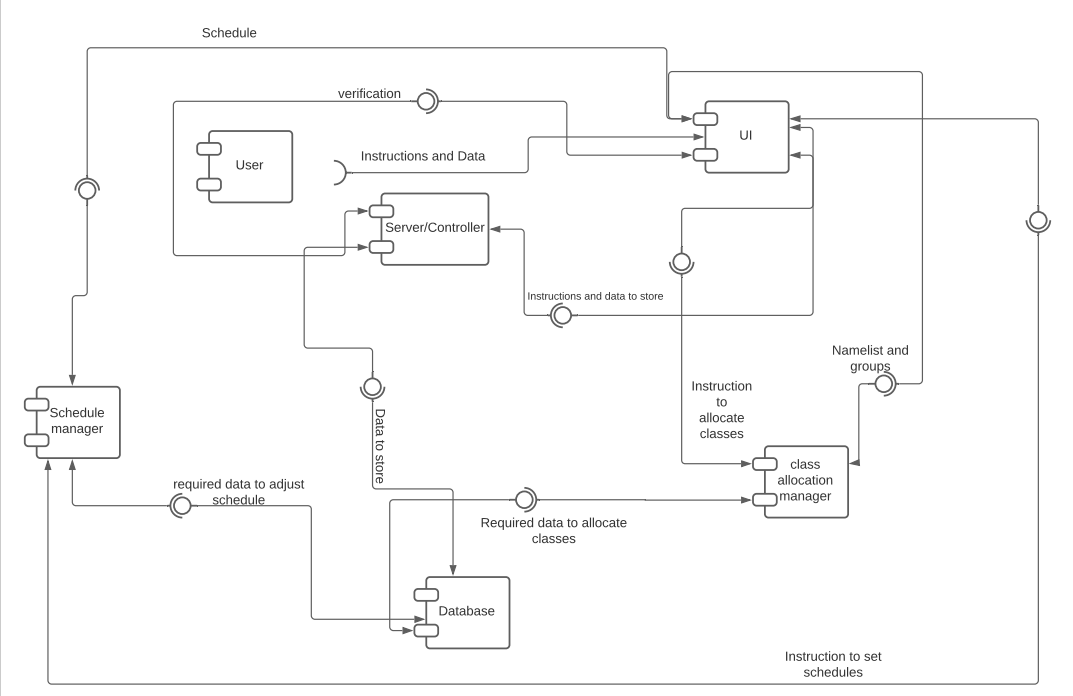 Schedule
verification
UI
Instructions and Data
User
Server/Controller
Instructions and data to store
Namelist and
groups
Instruction
to
allocate
classes
Schedule
manager
Data to store
class
allocation
manager
required data to adjust
schedule
Required data to allocate
classes
Database
Instruction to set
schedules